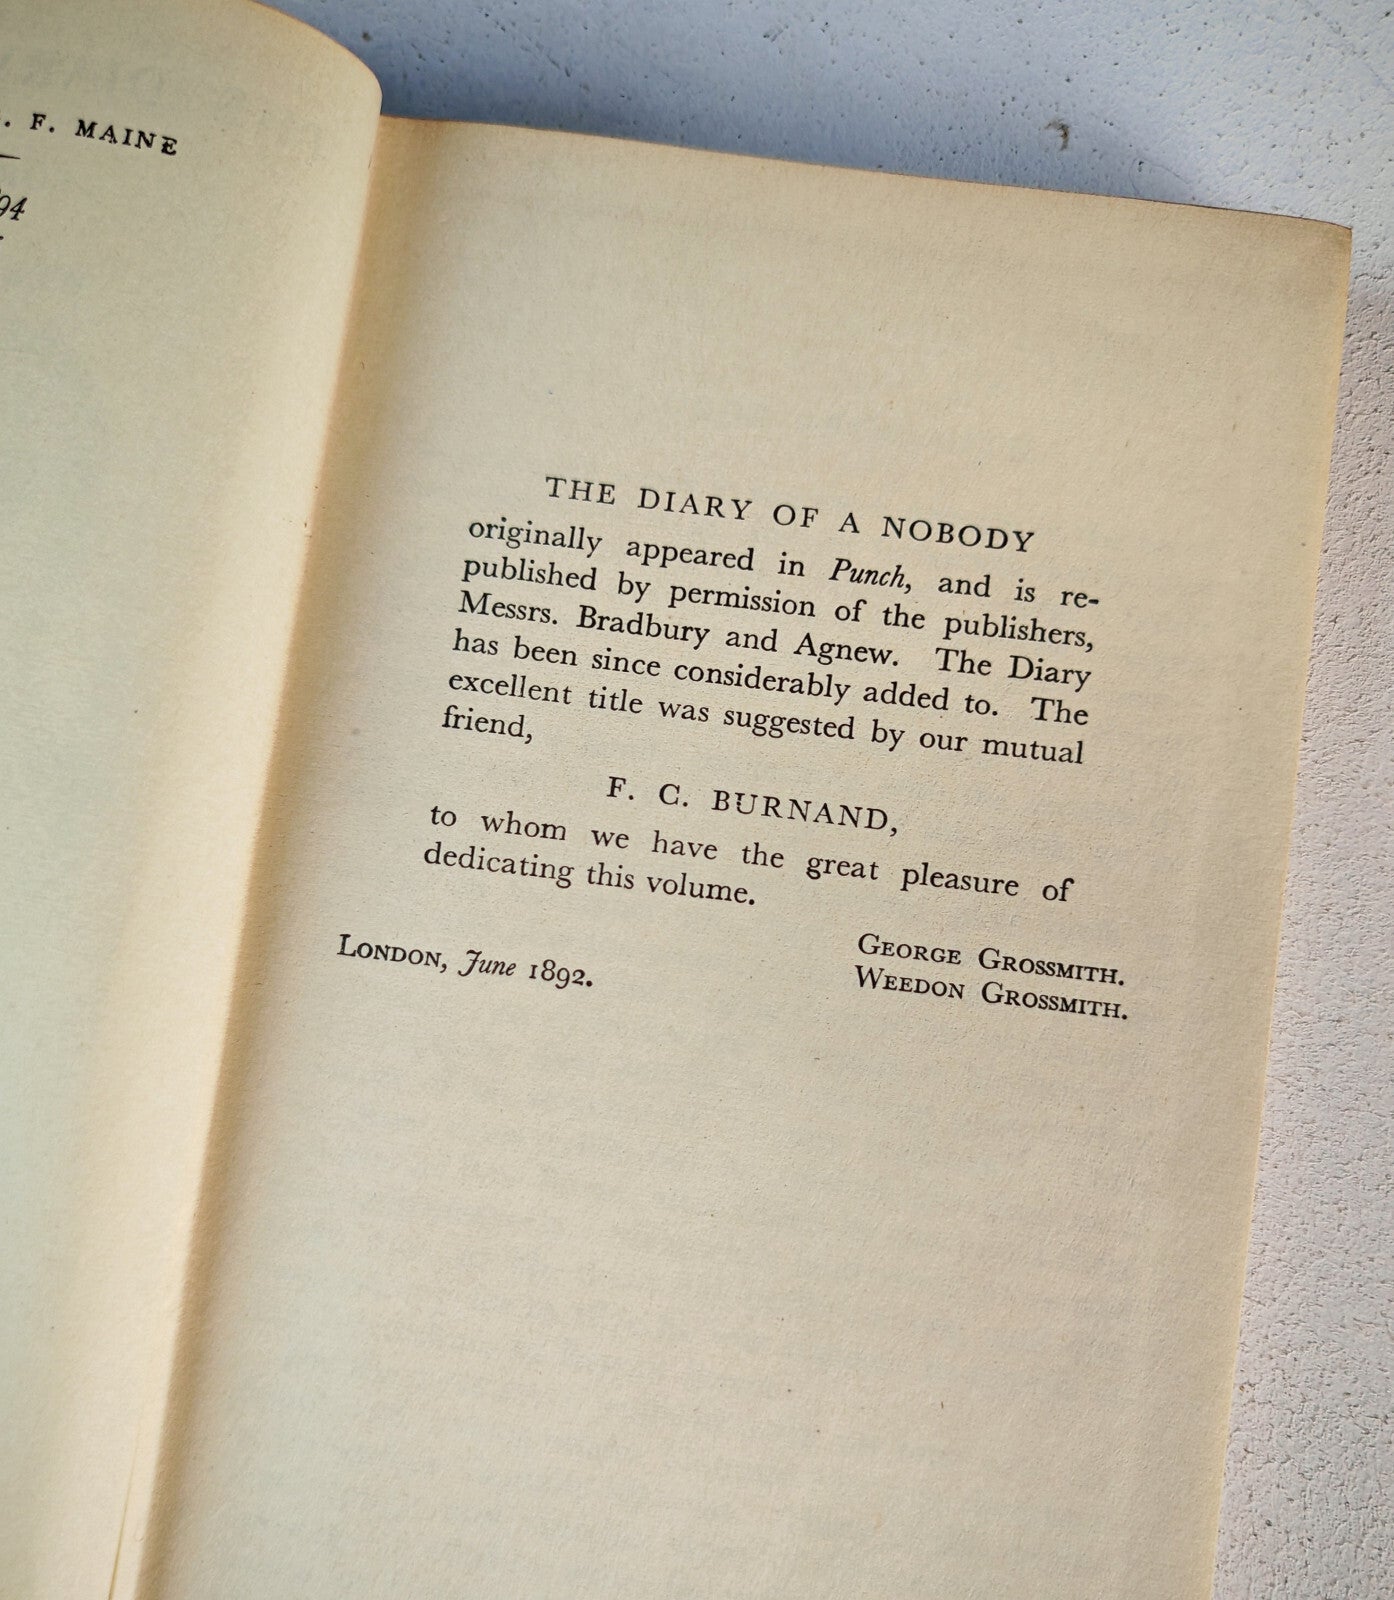 F. MAINE
94
THE DIARY OF A NOBODY
originally appeared in Punch, and is re-
published by permission of the publishers,
Messrs. Bradbury and Agnew. The Diary
has been since considerably added to. The
excellent title was suggested by our mutual
friend,
F. C. BURNAND,
to whom we have the great pleasure of
dedicating this volume.
LONDON, June 1892.
GEORGE GROSSMITH.
WEEDON GROSSMITH.